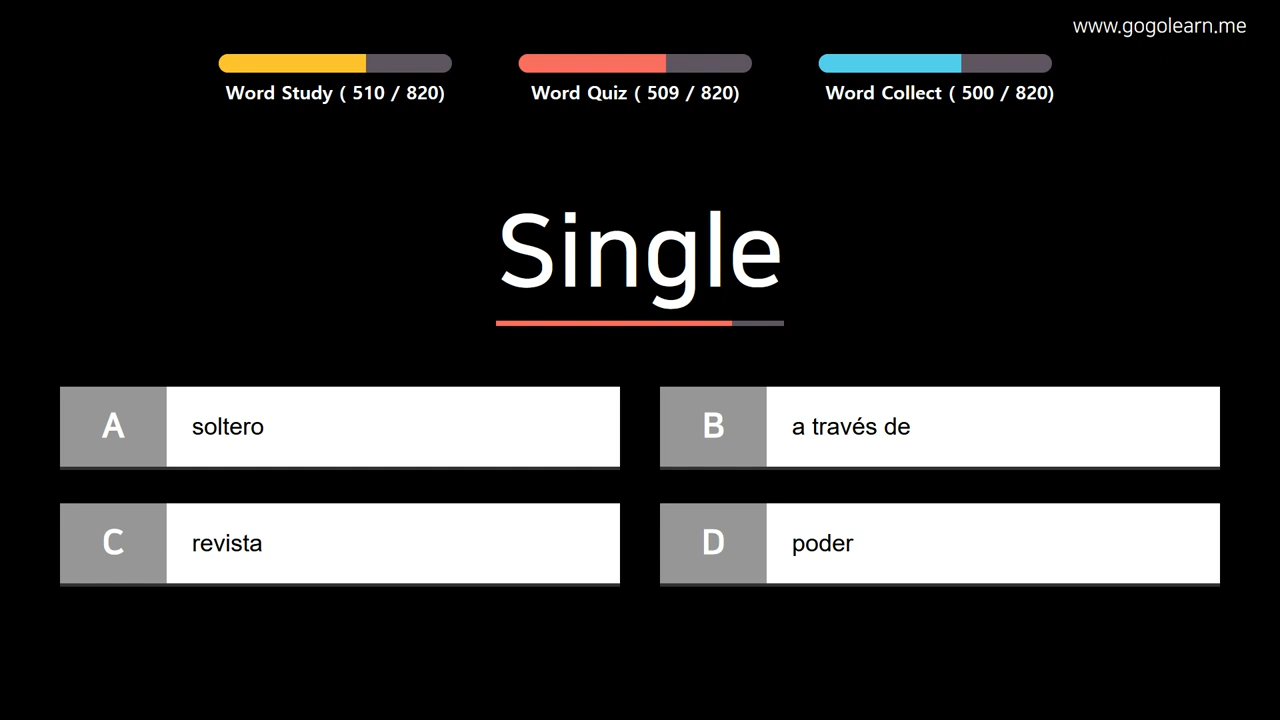 www.gogolearn.me
Word Study ( 510 / 820)
Word Quiz ( 509 / 820)
Word Collect ( 500 / 820)
Single
A
soltero
B
a través de
C
revista
D
poder